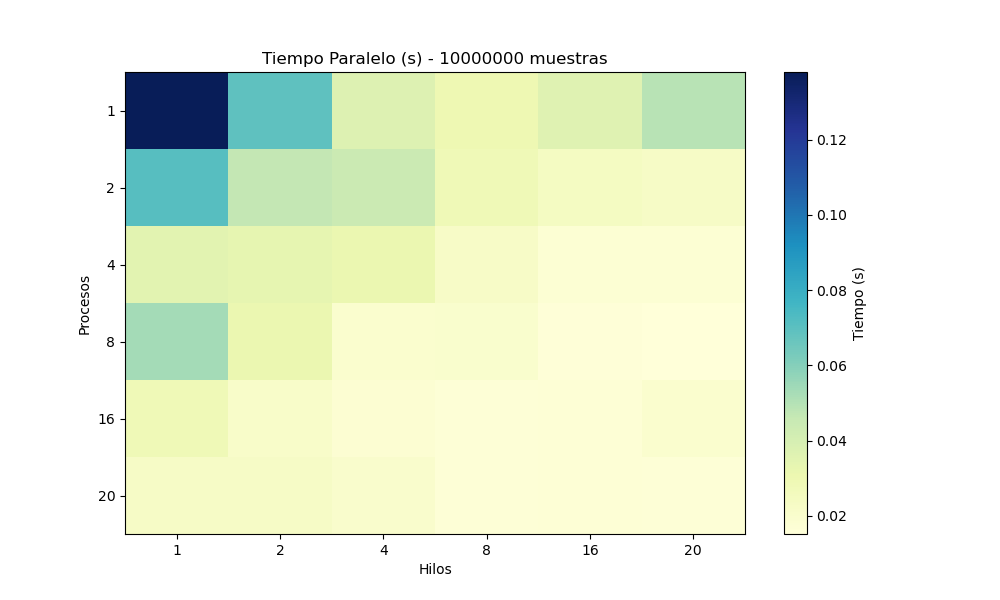 Tiempo Paralelo (s) - 10000000 muestras
Procesos
1
2
4
8
16
20
1 2 4 8 16 20
Hilos
0.12
0.10
0.08
0.06
0.04
0.02
Tiempo (s)